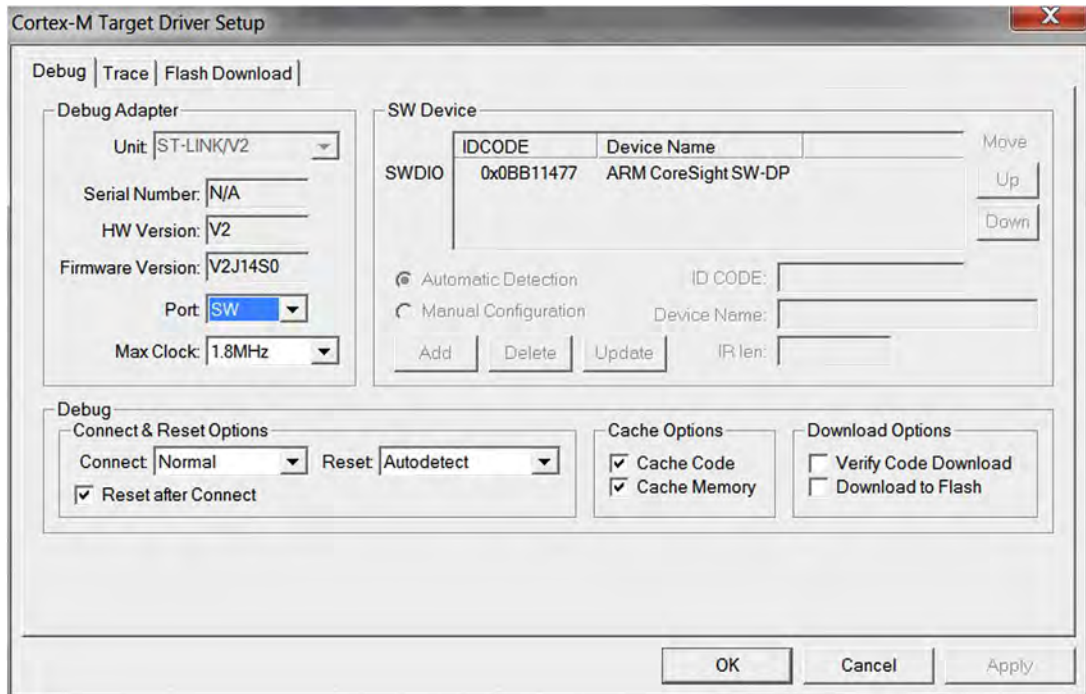 Cortex-M Target Driver Setup
X
Debug Trace Flash Download
Debug Adapter
Unit: ST-LINK/V2
Serial Number: N/A
HW Version: V2
Firmware Version: V2J14S0
Port: SW
Max Clock: 1.8MHz
SW Device
IDCODE Device Name
SWDIO 0x0BB11477 ARM CoreSight SW-DP
Move
Up
Down
Automatic Detection
Manual Configuration
ID CODE:
Device Name:
Add Delete Update IR len:
Debug
Connect & Reset Options
Connect: Normal Reset: Autodetect
Reset after Connect
Cache Options
Cache Code
Cache Memory
Download Options
Verify Code Download
Download to Flash
OK Cancel Apply